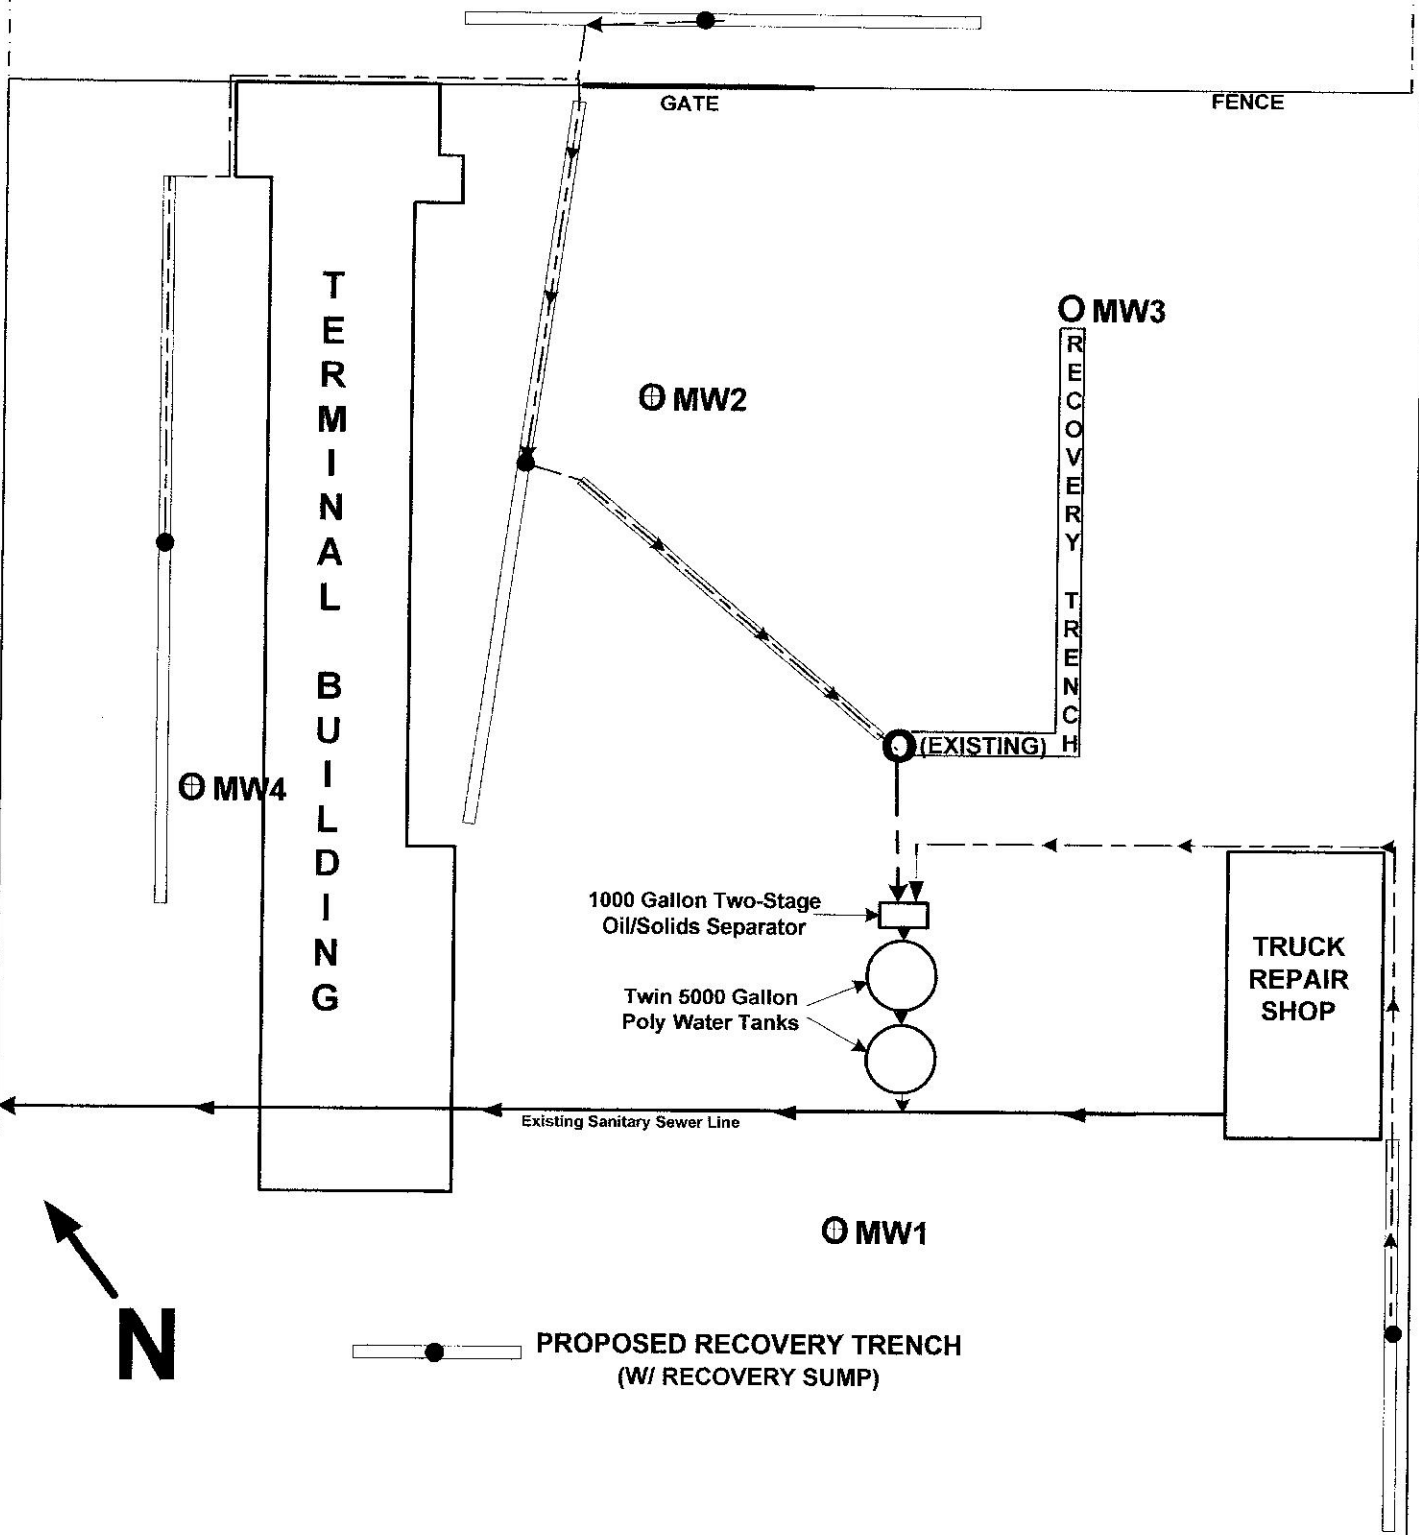 GATE
FENCE
TERMINAL BUILDING
MW3
RECOVERY TRENCH
MW2
(EXISTING)
MW4
1000 Gallon Two-Stage
Oil/Solids Separator
Twin 5000 Gallon
Poly Water Tanks
TRUCK
REPAIR
SHOP
Existing Sanitary Sewer Line
MW1
N
PROPOSED RECOVERY TRENCH
(W/ RECOVERY SUMP)